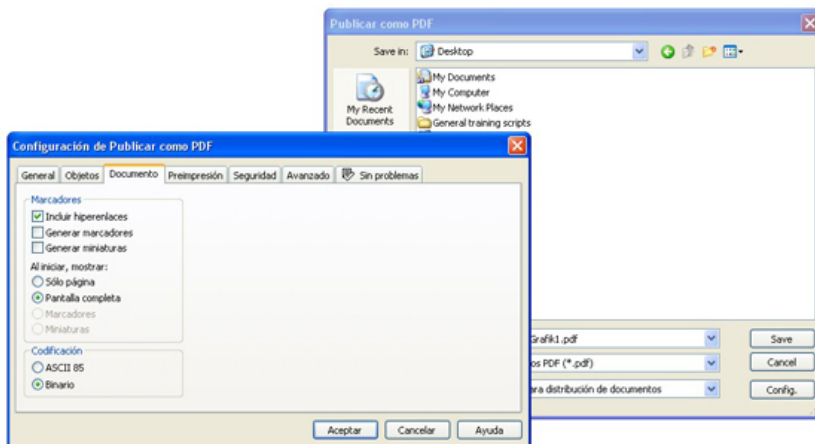 Publicar como PDF
Save in: Desktop
My Recent
Documents
My Documents
My Computer
My Network Places
General training scripts
Configuración de Publicar como PDF
General Objetos Documento Preimpresión Seguridad Avanzado Sin problemas
Marcadores
Incluir hiperenlaces
Generar marcadores
Generar miniaturas
Al iniciar, mostrar:
Sólo página
Pantalla completa
Marcadores
Miniaturas
Codificación
ASCII 85
Binario
Aceptar Cancelar Ayuda
Grafik1.pdf Save
os PDF (*.pdf) Cancel
ara distribución de documentos Config.